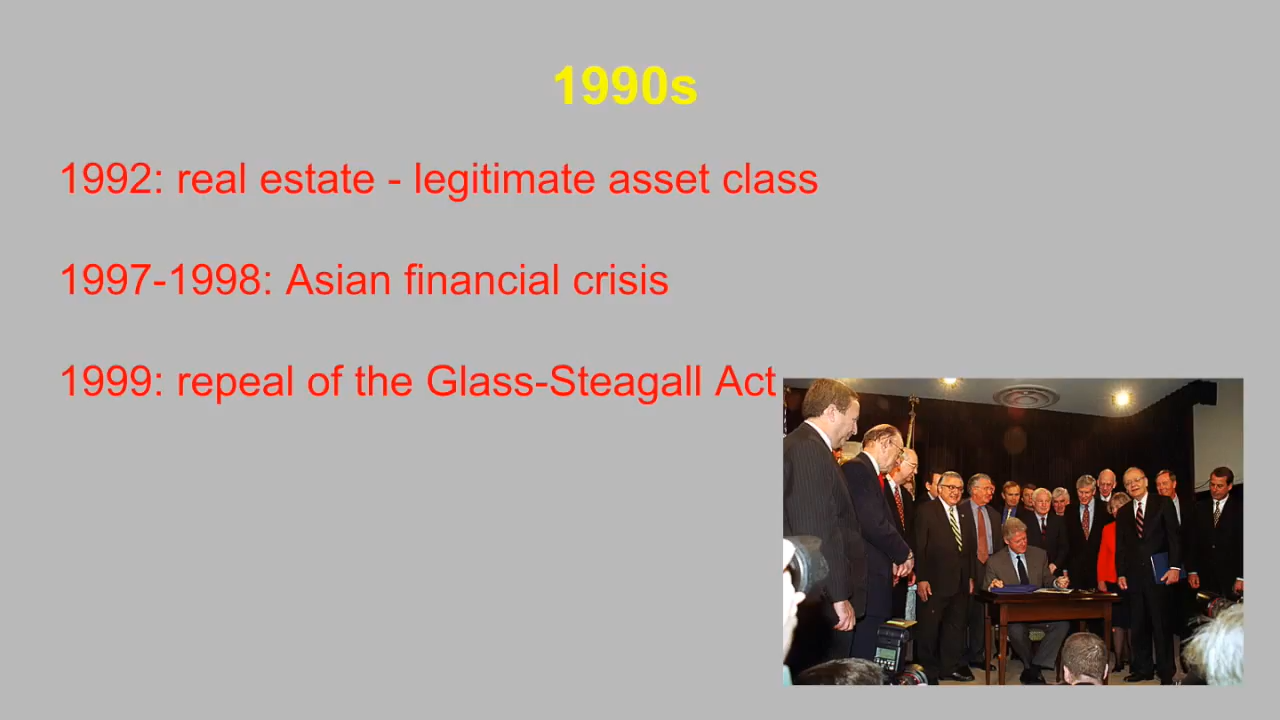 1990s
1992: real estate - legitimate asset class
1997-1998: Asian financial crisis
1999: repeal of the Glass-Steagall Act